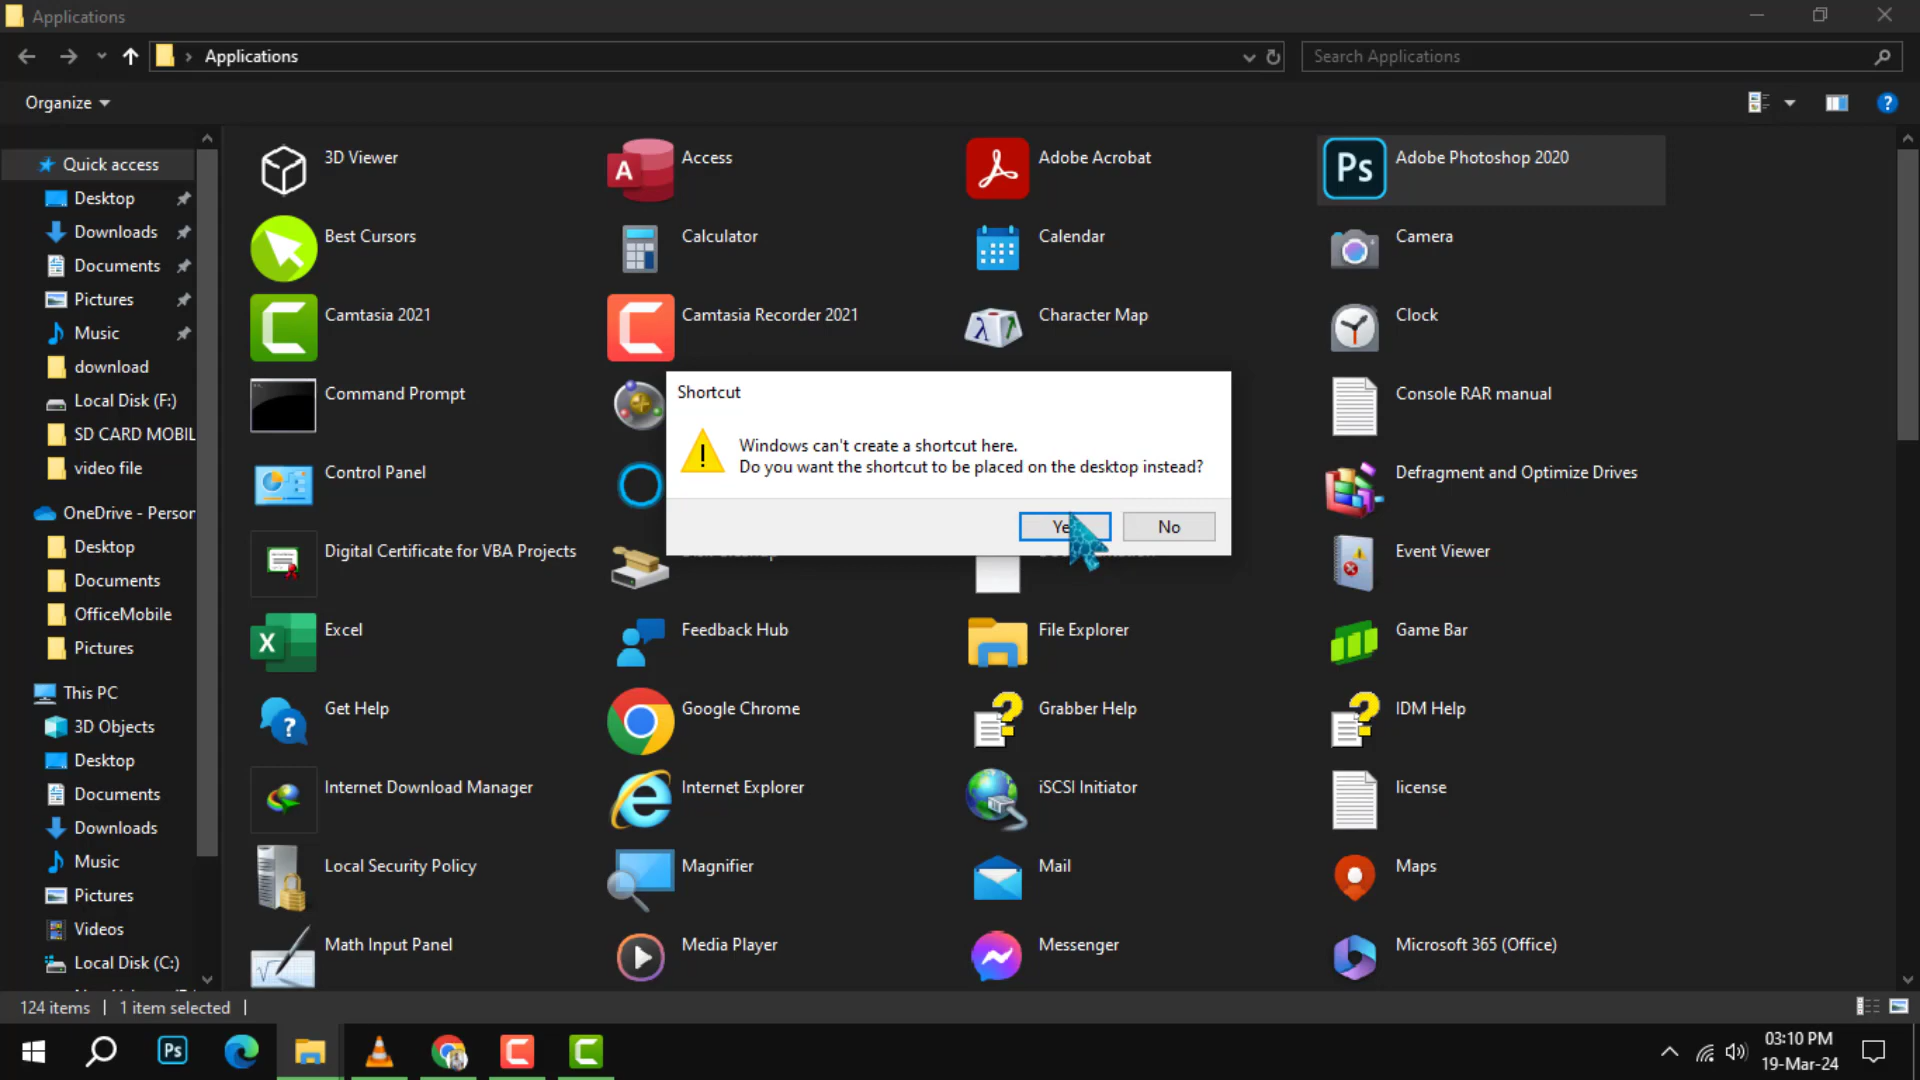 Applications
Applications
Search Applications
Organize
Quick access
Desktop
Downloads
Documents
Pictures
Music
download
Local Disk (F:)
SD CARD MOBIL
video file
OneDrive - Person
Desktop
Documents
OfficeMobile
Pictures
This PC
3D Objects
Desktop
Documents
Downloads
Music
Pictures
Videos
Local Disk (C:)
3D Viewer
Access
Adobe Acrobat
Adobe Photoshop 2020
Best Cursors
Calculator
Calendar
Camera
Camtasia 2021
Camtasia Recorder 2021
Character Map
Clock
Command Prompt
Console RAR manual
Control Panel
Defragment and Optimize Drives
Digital Certificate for VBA Projects
Event Viewer
Shortcut
Windows can't create a shortcut here.
Do you want the shortcut to be placed on the desktop instead?
No
Excel
Feedback Hub
File Explorer
Game Bar
Get Help
Google Chrome
Grabber Help
IDM Help
Internet Download Manager
Internet Explorer
iSCSI Initiator
license
Local Security Policy
Magnifier
Mail
Maps
Math Input Panel
Media Player
Messenger
Microsoft 365 (Office)
124 items
1 item selected
03:10 PM
19-Mar-24